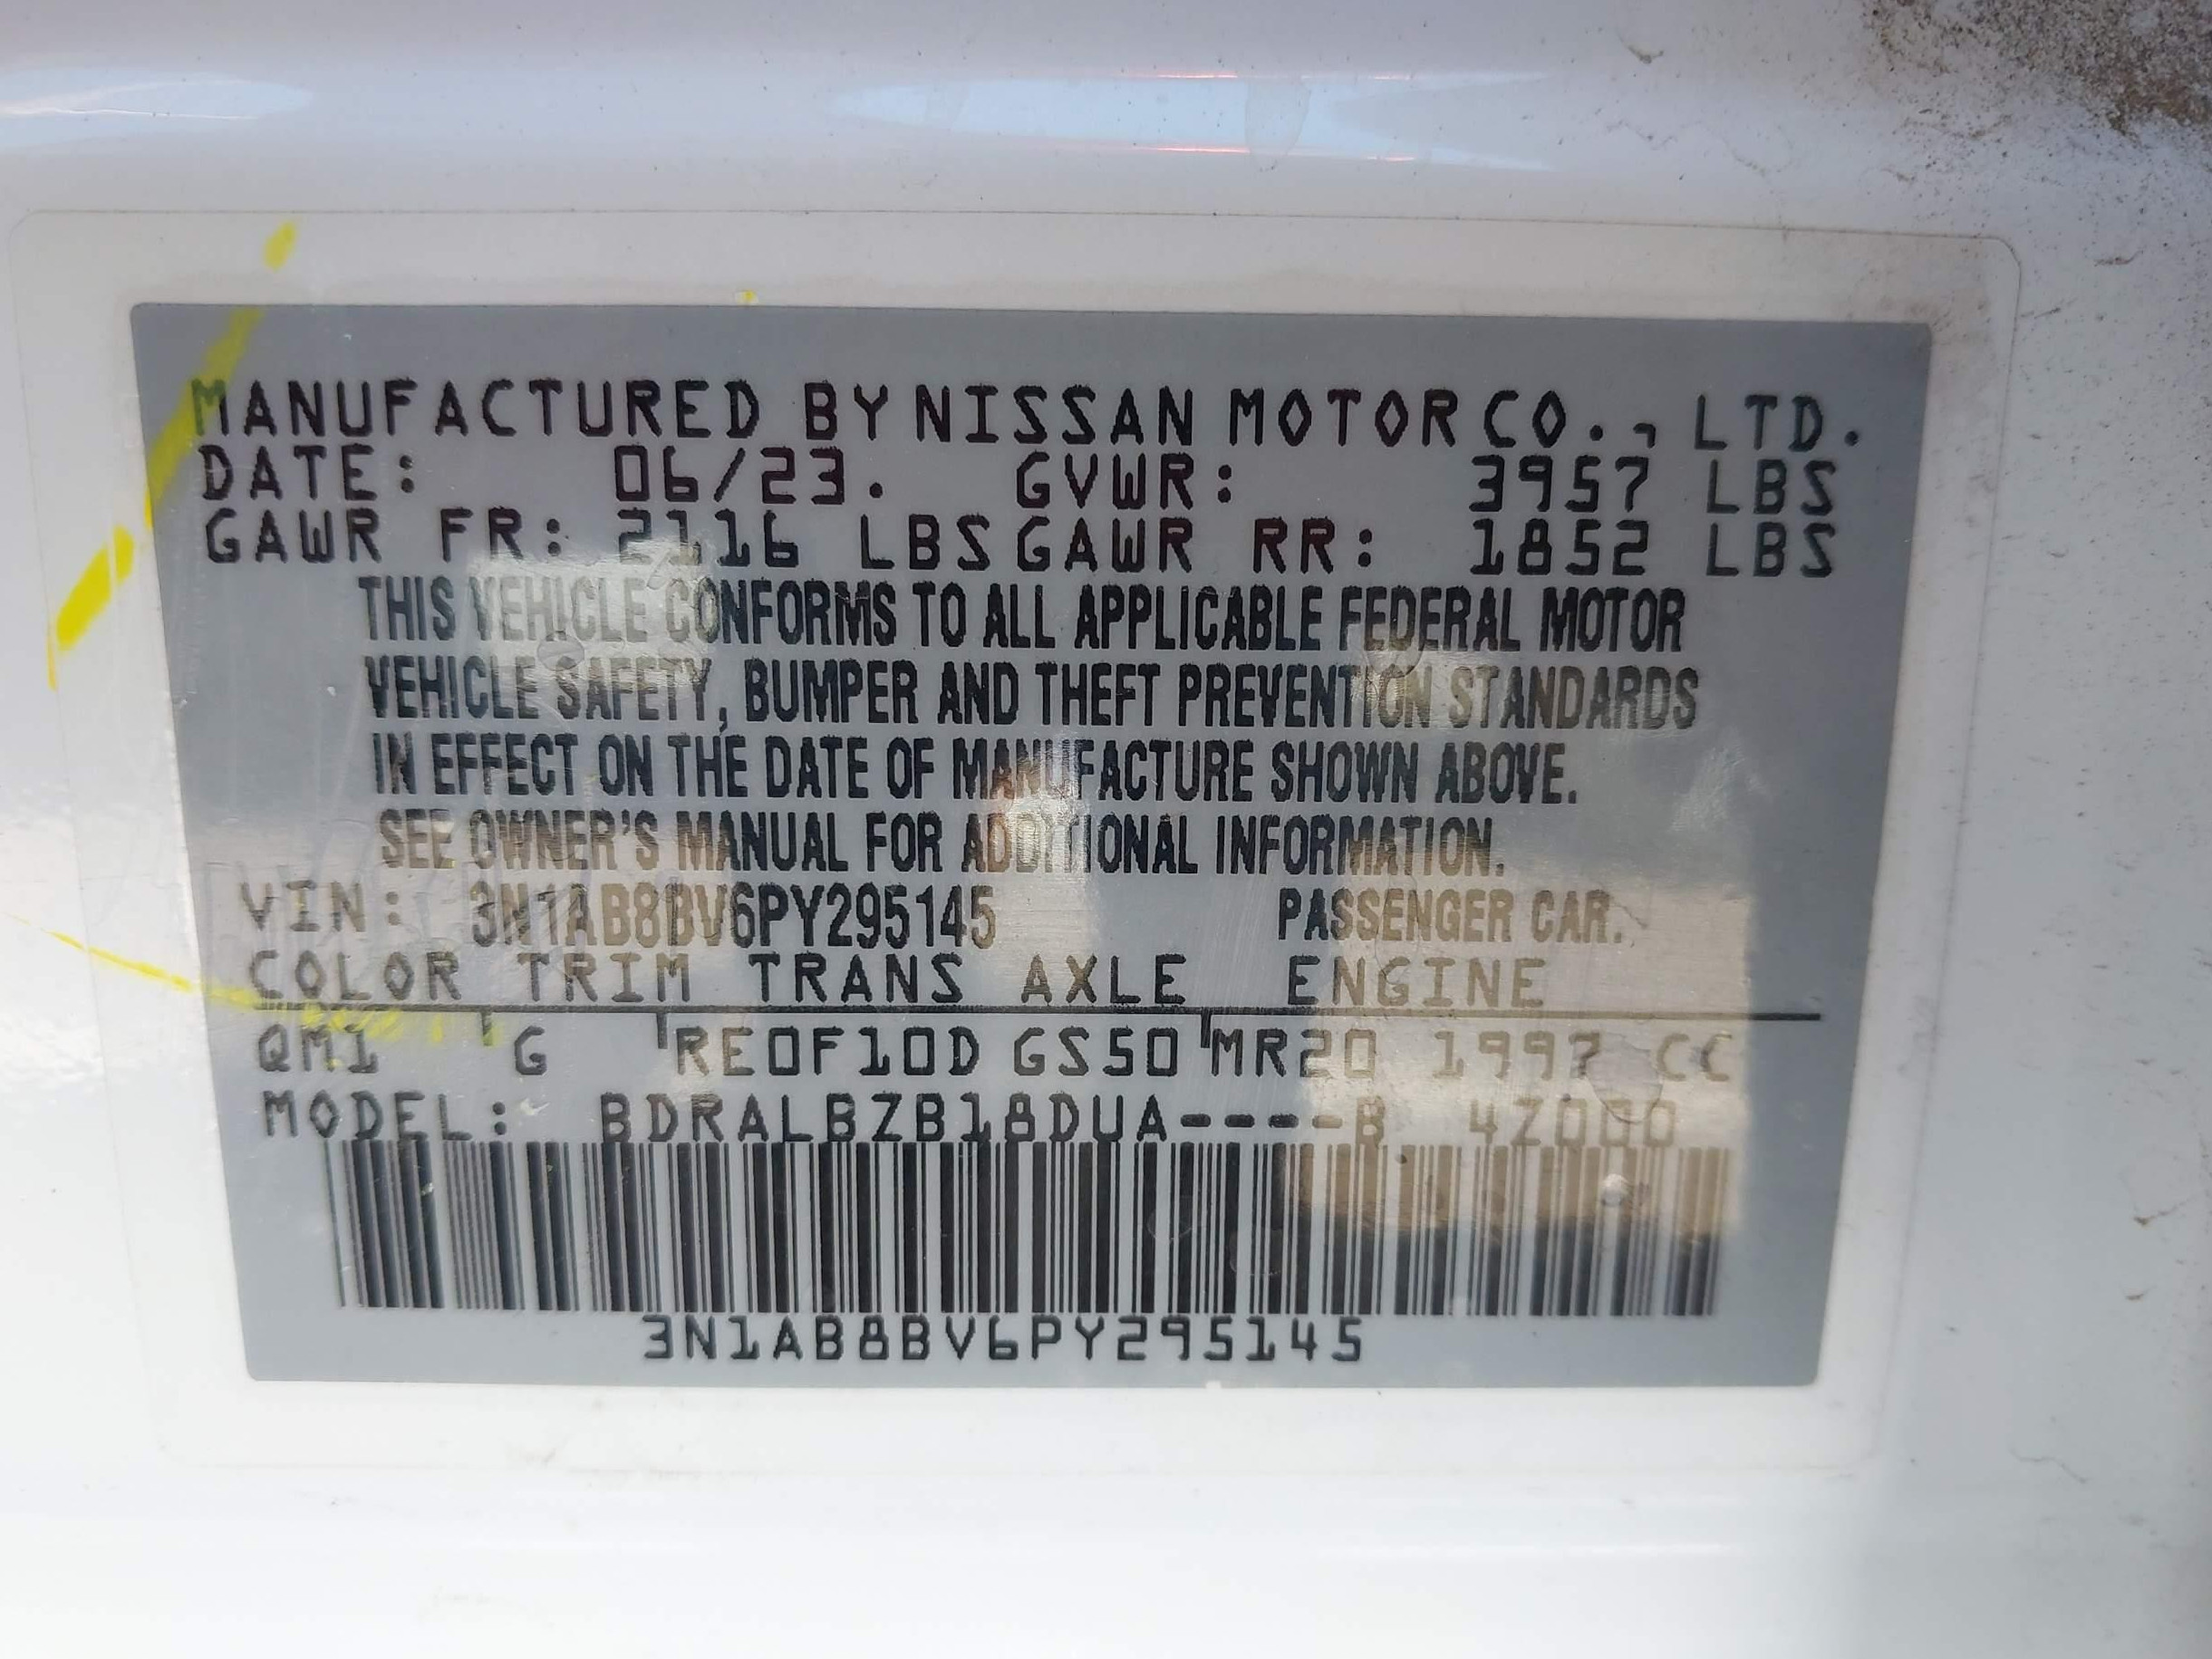 MANUFACTURED BY NISSAN MOTOR CO., LTD.
DATE: 06/23. GVWR: 3957 LBS
GAWR FR: 2116 LBS GAWR RR: 1852 LBS
THIS VEHICLE CONFORMS TO ALL APPLICABLE FEDERAL MOTOR
VEHICLE SAFETY, BUMPER AND THEFT PREVENTION STANDARDS
IN EFFECT ON THE DATE OF MANUFACTURE SHOWN ABOVE.
SEE OWNER'S MANUAL FOR ADDITIONAL INFORMATION.
VIN: 3N1AB8BV6PY295145 PASSENGER CAR.
COLOR TRIM TRANS AXLE ENGINE
QM1 G RE0F10D GS50 MR20 1997 CC
MODEL: BDRALBZB18DUA----B 4Z000
3N1AB8BV6PY295145